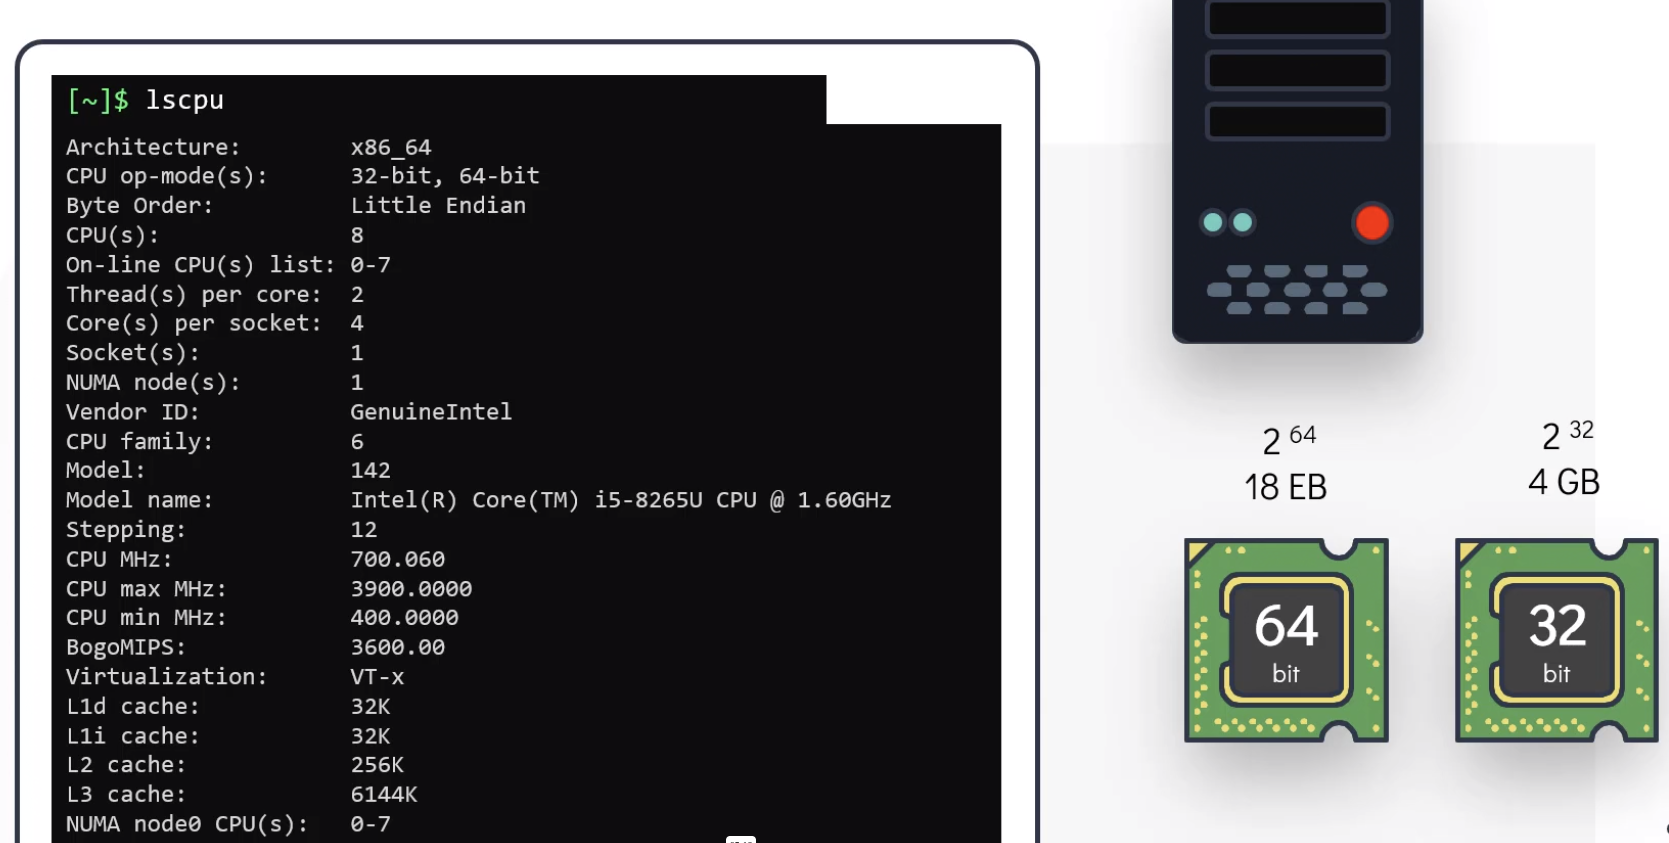 [~]$ lscpu
Architecture: x86_64
CPU op-mode(s): 32-bit, 64-bit
Byte Order: Little Endian
CPU(s): 8
On-line CPU(s) list: 0-7
Thread(s) per core: 2
Core(s) per socket: 4
Socket(s): 1
NUMA node(s): 1
Vendor ID: GenuineIntel
CPU family: 6
Model: 142
Model name: Intel(R) Core(TM) i5-8265U CPU @ 1.60GHz
Stepping: 12
CPU MHz: 700.060
CPU max MHz: 3900.0000
CPU min MHz: 400.0000
BogoMIPS: 3600.00
Virtualization: VT-x
L1d cache: 32K
L1i cache: 32K
L2 cache: 256K
L3 cache: 6144K
NUMA node0 CPU(s): 0-7
2 64
18 EB
64
bit
2 32
4 GB
32
bit